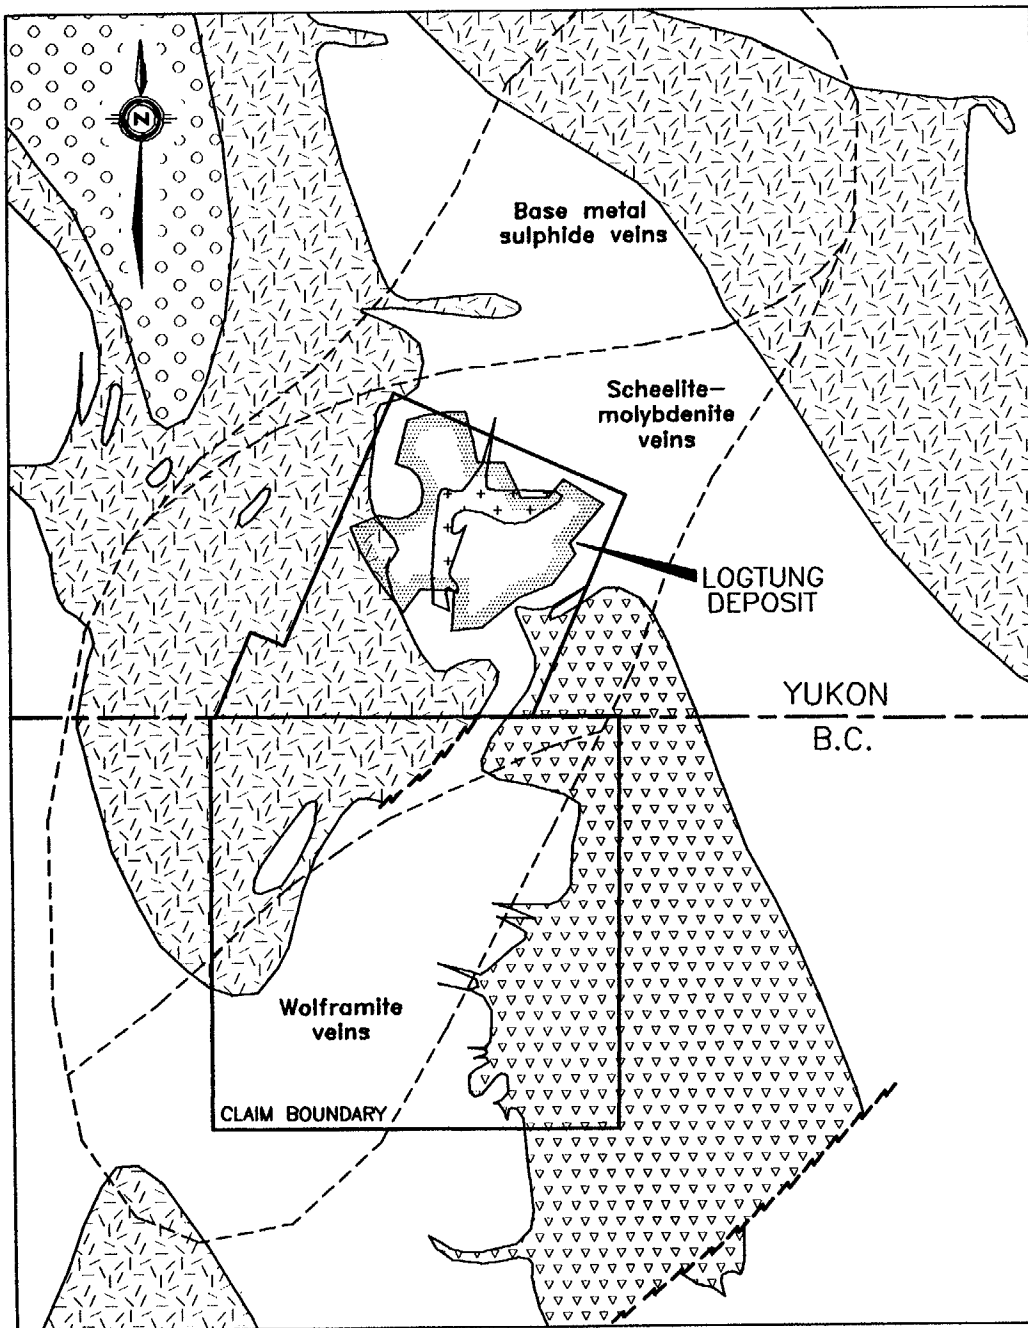 N
Base metal
sulphide veins
Scheelite-
molybdenite
veins
LOGTUNG
DEPOSIT
YUKON
B.C.
Wolframite
veins
CLAIM BOUNDARY